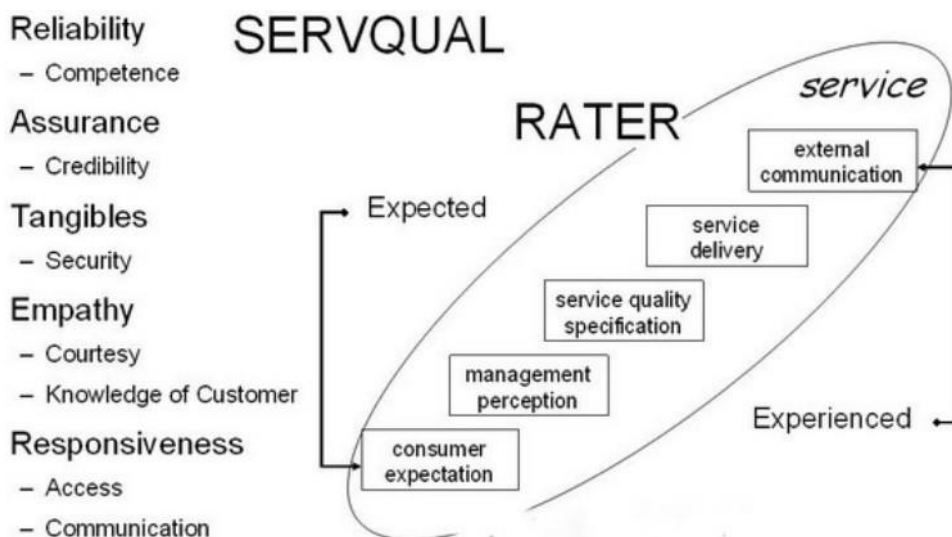 Reliability
– Competence
Assurance
– Credibility
Tangibles
– Security
Empathy
– Courtesy
– Knowledge of Customer
Responsiveness
– Access
– Communication
SERVQUAL
RATER
service
external
communication
Expected
service
delivery
service quality
specification
management
perception
Experienced
consumer
expectation